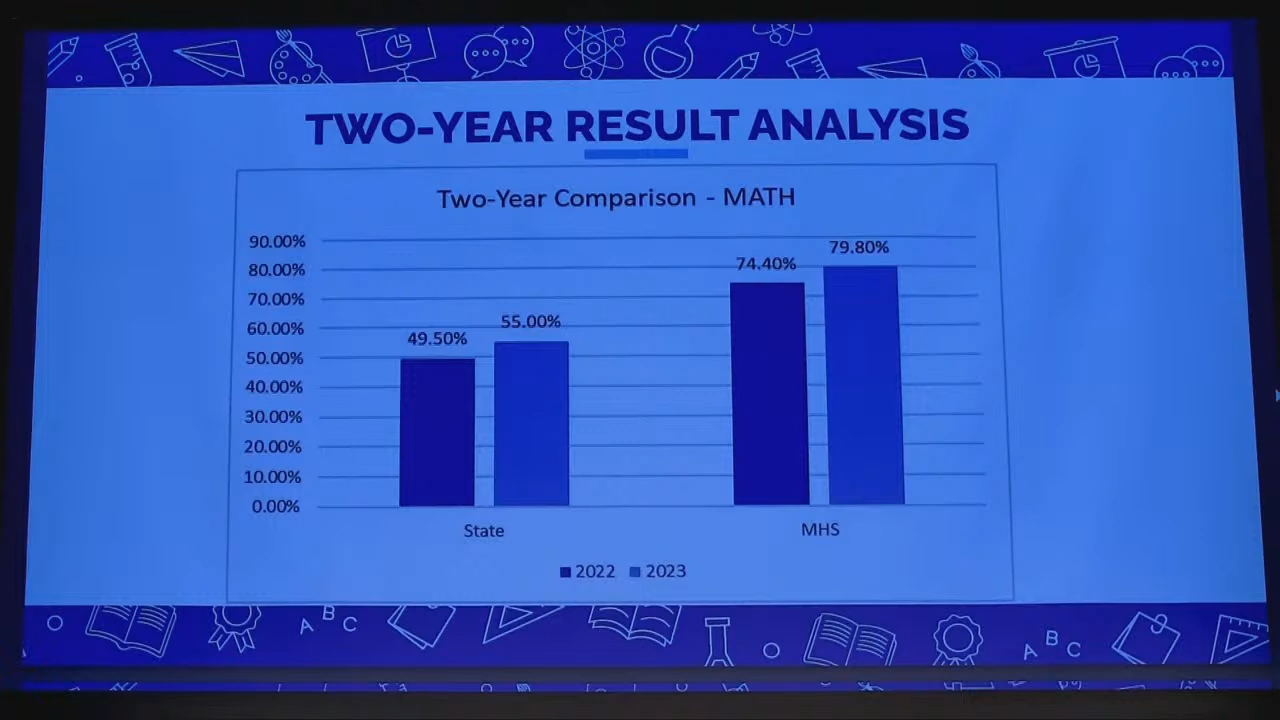 TWO-YEAR RESULT ANALYSIS
Two-Year Comparison - MATH
90.00%
80.00%
70.00%
60.00%
50.00%
40.00%
30.00%
20.00%
10.00%
0.00%
49.50%
55.00%
74.40%
79.80%
State
MHS
2022
2023
A B C
A B C